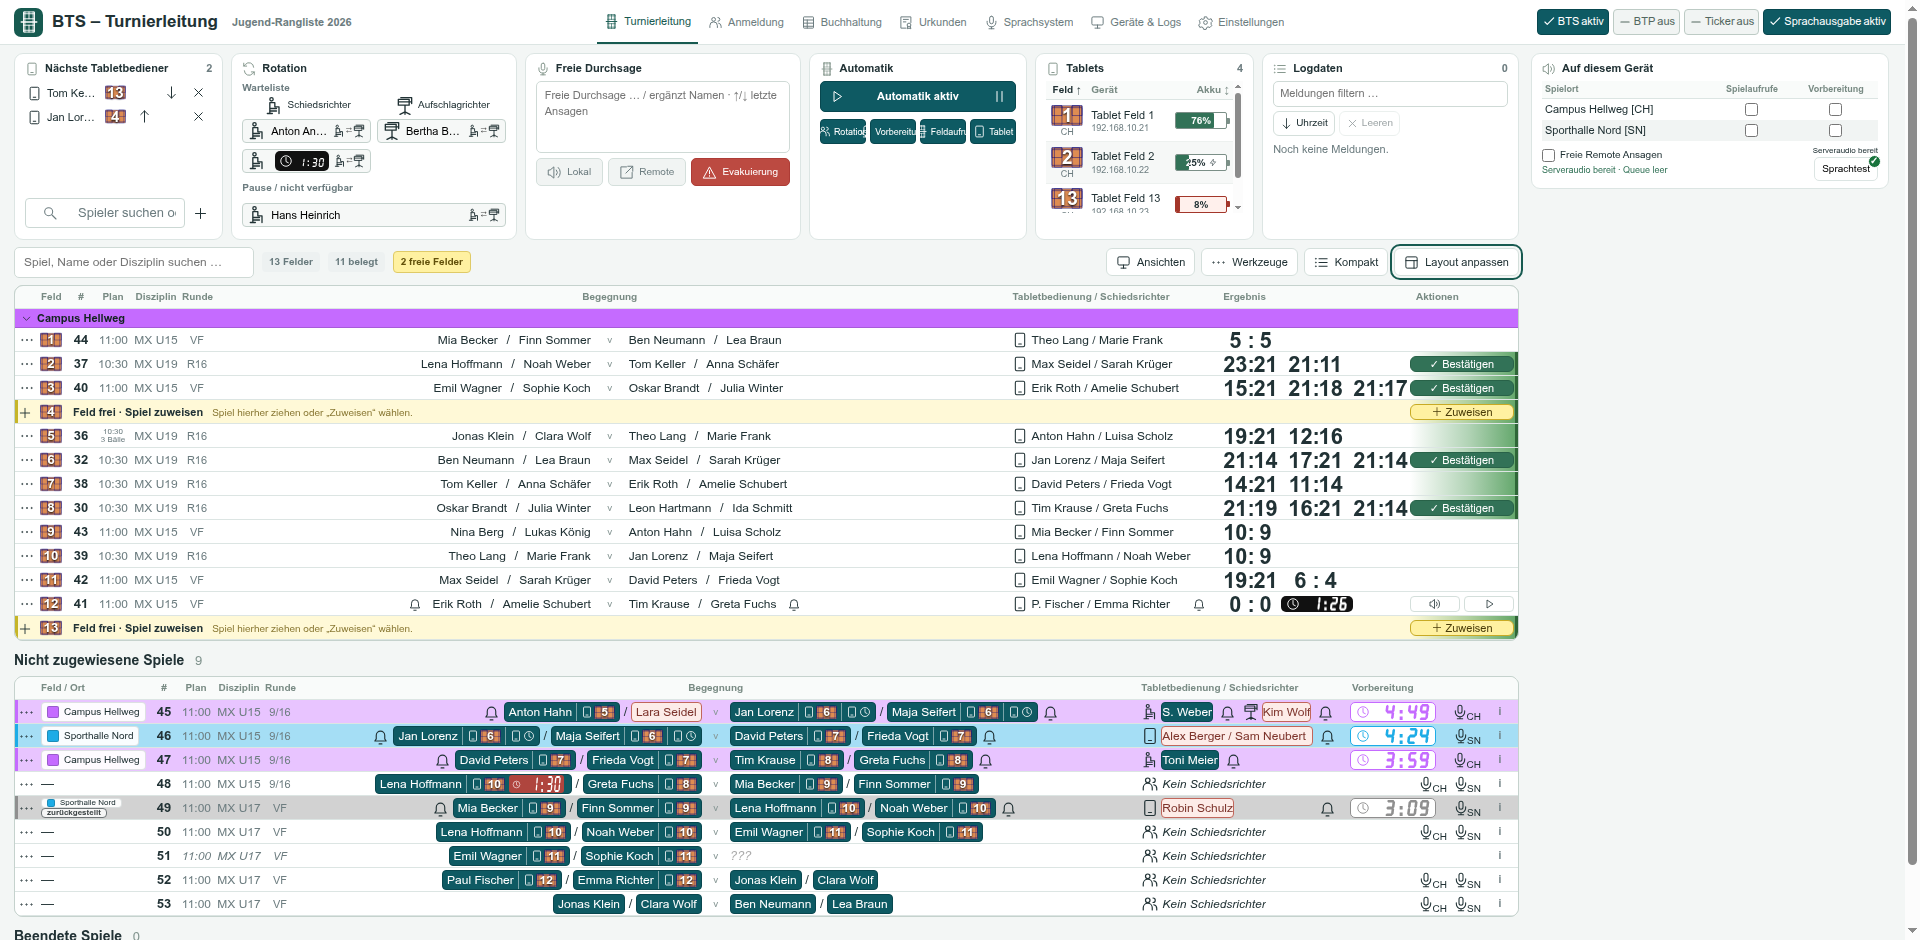 BTS – Turnierleitung Jugend-Rangliste 2026 Turnierleitung Anmeldung Buchhaltung Urkunden Sprachsystem Geräte & Logs Einstellungen ✓ BTS aktiv — BTP aus — Ticker aus ✓ Sprachausgabe aktiv
Nächste Tabletbediener 2
Tom Ke... 13 ↓ ×
Jan Lor... 4 ↑ ×
Spieler suchen o +
Rotation
Warteliste
Schiedsrichter Aufschlagrichter
Anton An... Bertha B...
1:30
Pause / nicht verfügbar
Hans Heinrich
Freie Durchsage
Freie Durchsage … / ergänzt Namen · ↑/↓ letzte
Ansagen
Lokal Remote Evakuierung
Automatik
Automatik aktiv
Rotation Vorbereitu Feldaufr Tablet
Tablets 4
Feld ↑ Gerät Akku
1 CH Tablet Feld 1 192.168.10.21 76%
2 CH Tablet Feld 2 192.168.10.22 25%
13 Tablet Feld 13 192.168.10.23 8%
Logdaten 0
Meldungen filtern …
↓ Uhrzeit × Leeren
Noch keine Meldungen.
Auf diesem Gerät
Spielort Spielaufrufe Vorbereitung
Campus Hellweg [CH]
Sporthalle Nord [SN]
Freie Remote Ansagen Serveraudio bereit
Serveraudio bereit · Queue leer Sprachtest
Spiel, Name oder Disziplin suchen … 13 Felder 11 belegt 2 freie Felder Ansichten ··· Werkzeuge Kompakt Layout anpassen
Feld # Plan Disziplin Runde Begegnung Tabletbedienung / Schiedsrichter Ergebnis Aktionen
Campus Hellweg
··· 1 44 11:00 MX U15 VF Mia Becker / Finn Sommer v Ben Neumann / Lea Braun Theo Lang / Marie Frank 5 : 5
··· 2 37 10:30 MX U19 R16 Lena Hoffmann / Noah Weber v Tom Keller / Anna Schäfer Max Seidel / Sarah Krüger 23:21 21:11 ✓ Bestätigen
··· 3 40 11:00 MX U15 VF Emil Wagner / Sophie Koch v Oskar Brandt / Julia Winter Erik Roth / Amelie Schubert 15:21 21:18 21:17 ✓ Bestätigen
+ 4 Feld frei · Spiel zuweisen Spiel hierher ziehen oder „Zuweisen“ wählen. + Zuweisen
··· 5 36 10:30 3 Bälle MX U19 R16 Jonas Klein / Clara Wolf v Theo Lang / Marie Frank Anton Hahn / Luisa Scholz 19:21 12:16
··· 6 32 10:30 MX U19 R16 Ben Neumann / Lea Braun v Max Seidel / Sarah Krüger Jan Lorenz / Maja Seifert 21:14 17:21 21:14 ✓ Bestätigen
··· 7 38 10:30 MX U19 R16 Tom Keller / Anna Schäfer v Erik Roth / Amelie Schubert David Peters / Frieda Vogt 14:21 11:14
··· 8 30 10:30 MX U19 R16 Oskar Brandt / Julia Winter v Leon Hartmann / Ida Schmitt Tim Krause / Greta Fuchs 21:19 16:21 21:14 ✓ Bestätigen
··· 9 43 11:00 MX U15 VF Nina Berg / Lukas König v Anton Hahn / Luisa Scholz Mia Becker / Finn Sommer 10: 9
··· 10 39 10:30 MX U19 R16 Theo Lang / Marie Frank v Jan Lorenz / Maja Seifert Lena Hoffmann / Noah Weber 10: 9
··· 11 42 11:00 MX U15 VF Max Seidel / Sarah Krüger v David Peters / Frieda Vogt Emil Wagner / Sophie Koch 19:21 6 : 4
··· 12 41 11:00 MX U15 VF Erik Roth / Amelie Schubert v Tim Krause / Greta Fuchs P. Fischer / Emma Richter 0 : 0 1:26
+ 13 Feld frei · Spiel zuweisen Spiel hierher ziehen oder „Zuweisen“ wählen. + Zuweisen
Nicht zugewiesene Spiele 9
Feld / Ort # Plan Disziplin Runde Begegnung Tabletbedienung / Schiedsrichter Vorbereitung
··· Campus Hellweg 45 11:00 MX U15 9/16 Anton Hahn 5 / Lara Seidel v Jan Lorenz 6 / Maja Seifert 6 S. Weber Kim Wolf 4:49 CH i
··· Sporthalle Nord 46 11:00 MX U15 9/16 Jan Lorenz 6 / Maja Seifert 6 v David Peters 7 / Frieda Vogt 7 Alex Berger / Sam Neubert 4:24 SN i
··· Campus Hellweg 47 11:00 MX U15 9/16 David Peters 7 / Frieda Vogt 7 v Tim Krause 8 / Greta Fuchs 8 Toni Meier 3:59 CH i
··· — 48 11:00 MX U15 9/16 Lena Hoffmann 10 1:30 / Greta Fuchs 8 v Mia Becker 9 / Finn Sommer 9 Kein Schiedsrichter CH SN i
··· Sporthalle Nord zurückgestellt 49 11:00 MX U17 VF Mia Becker 9 / Finn Sommer 9 v Lena Hoffmann 10 / Noah Weber 10 Robin Schulz 3:09 SN i
··· — 50 11:00 MX U17 VF Lena Hoffmann 10 / Noah Weber 10 v Emil Wagner 11 / Sophie Koch 11 Kein Schiedsrichter CH SN i
··· — 51 11:00 MX U17 VF Emil Wagner 11 / Sophie Koch 11 v ??? Kein Schiedsrichter i
··· — 52 11:00 MX U17 VF Paul Fischer 12 / Emma Richter 12 v Jonas Klein / Clara Wolf Kein Schiedsrichter CH SN i
··· — 53 11:00 MX U17 VF Jonas Klein / Clara Wolf v Ben Neumann / Lea Braun Kein Schiedsrichter CH SN i
Beendete Spiele 0